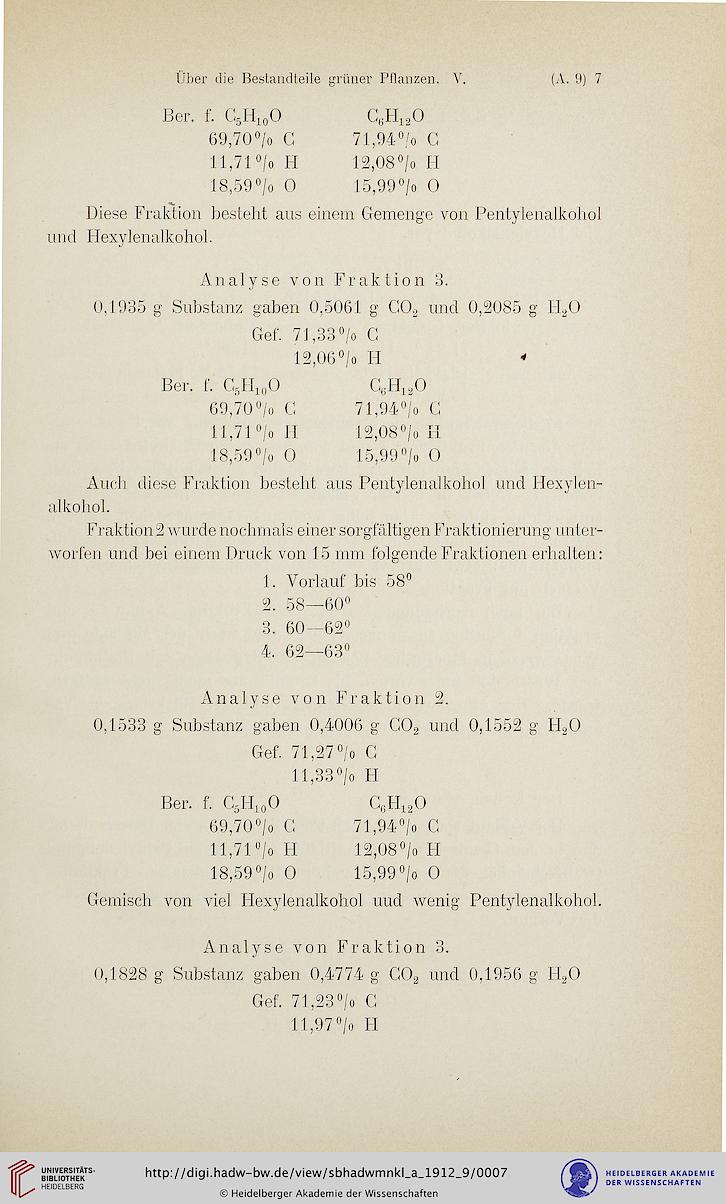 Über die Bestandteile grüner Pflanzen. V. (A. 9) 7
Ber. f. C₅H₁₀O C₆H₁₂O
69,70 % C 71,94 % C
11,71 % H 12,08 % H
18,59 % O 15,99 % O
Diese Fraktion besteht aus einem Gemenge von Pentylenalkohol
und Hexylenalkohol.
Analyse von Fraktion 3.
0,1935 g Substanz gaben 0,5061 g CO₂ und 0,2085 g H₂O
Gef. 71,33 % C
12,06 % H
Ber. f. C₅H₁₀O C₆H₁₂O
69,70 % C 71,94 % C
11,71 % H 12,08 % H
18,59 % O 15,99 % O
Auch diese Fraktion besteht aus Pentylenalkohol und Hexylen-
alkohol.
Fraktion 2 wurde nochmals einer sorgfältigen Fraktionierung unter-
worfen und bei einem Druck von 15 mm folgende Fraktionen erhalten:
1. Vorlauf bis 58⁰
2. 58—60⁰
3. 60—62⁰
4. 62—63⁰
Analyse von Fraktion 2.
0,1533 g Substanz gaben 0,4006 g CO₂ und 0,1552 g H₂O
Gef. 71,27 % C
11,33 % H
Ber. f. C₅H₁₀O C₆H₁₂O
69,70 % C 71,94 % C
11,71 % H 12,08 % H
18,59 % O 15,99 % O
Gemisch von viel Hexylenalkohol uud wenig Pentylenalkohol.
Analyse von Fraktion 3.
0,1828 g Substanz gaben 0,4774 g CO₂ und 0,1956 g H₂O
Gef. 71,23 % C
11,97 % H
UNIVERSITÄTS-
BIBLIOTHEK
HEIDELBERG
http://digi.hadw-bw.de/view/sbhadwmnkl_a_1912_9/0007
© Heidelberger Akademie der Wissenschaften
HEIDELBERGER AKADEMIE
DER WISSENSCHAFTEN